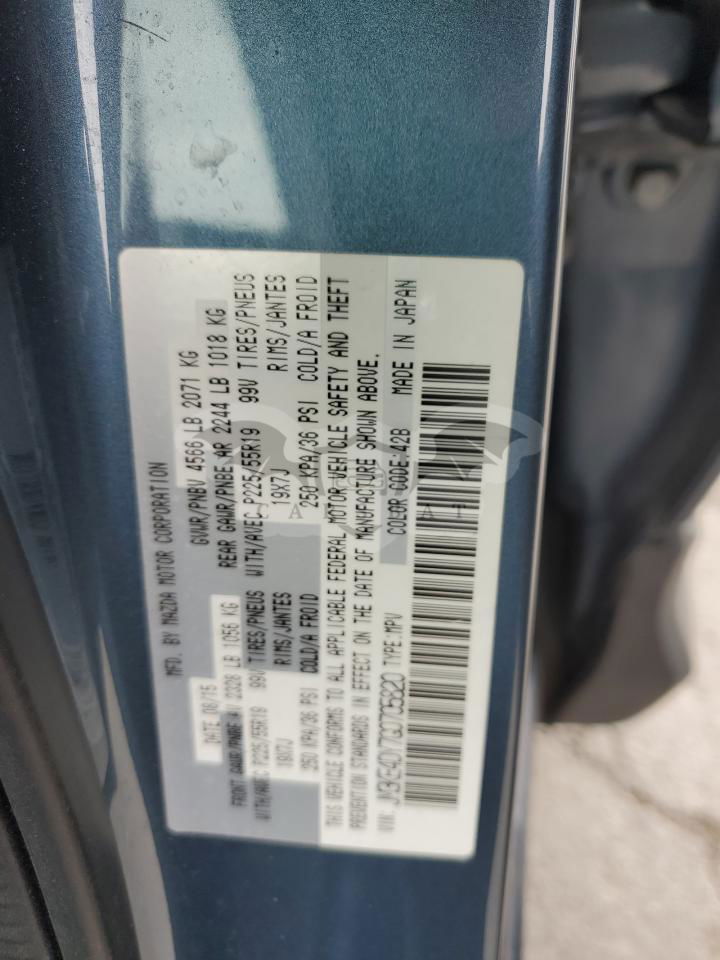 MFD. BY MAZDA MOTOR CORPORATION
DATE: 08/15 GVWR/PNBV 4566 LB 2071 KG
FRONT GAWR/PNBE AV 2328 LB 1056 KG REAR GAWR/PNBE AR 2244 LB 1018 KG
WITH/AVEC P225/55R19 99V TIRES/PNEUS WITH/AVEC P225/55R19 99V TIRES/PNEUS
19X7J RIMS/JANTES 19X7J RIMS/JANTES
250 KPA/36 PSI COLD/A FROID 250 KPA/36 PSI COLD/A FROID
THIS VEHICLE CONFORMS TO ALL APPLICABLE FEDERAL MOTOR VEHICLE SAFETY AND THEFT
PREVENTION STANDARDS IN EFFECT ON THE DATE OF MANUFACTURE SHOWN ABOVE.
VIN: JM3KE4DY7G0705820 TYPE:MPV COLOR CODE:42B MADE IN JAPAN